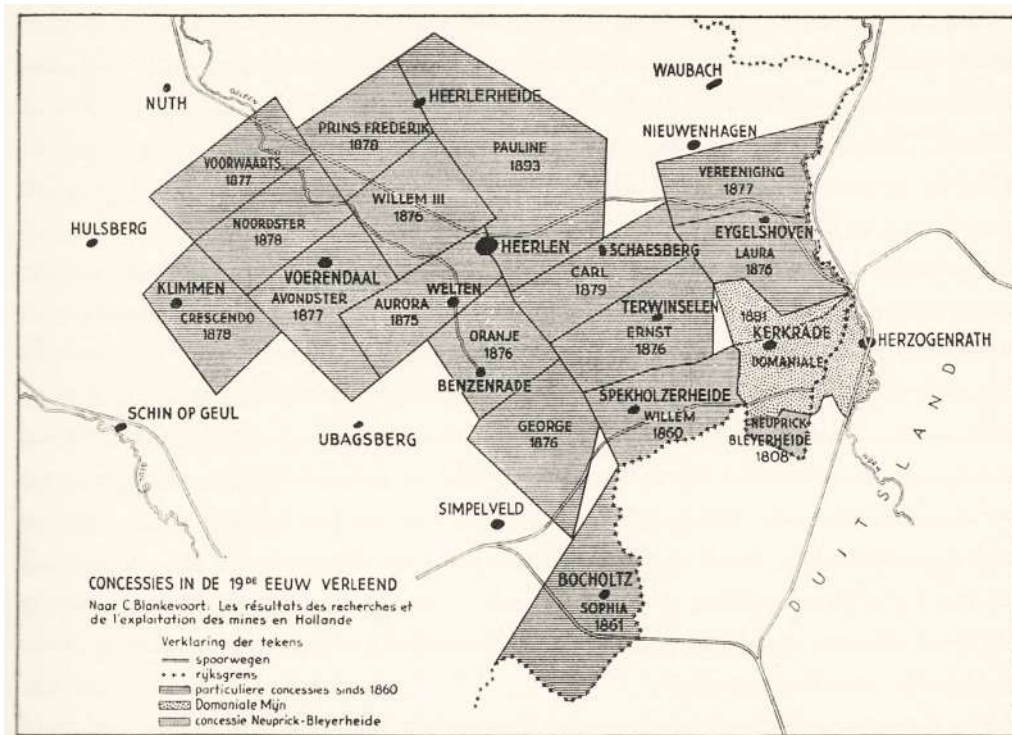 WAUBACH
NUTH
GELEEN
HEERLERHEIDE
PRINS FREDERIK
1878
PAULINE
1893
NIEUWENHAGEN
VOORWAARTS
1877
VEREENIGING
1877
WILLEM III
1876
NOORDSTER
1878
HULSBERG
HEERLEN
SCHAESBERG
EYGELSHOVEN
LAURA
1876
VOERENDAAL
AVONDSTER
1877
KLIMMEN
CRESCENDO
1878
WELTEN
AURORA
1875
CARL
1879
TERWINSELEN
ERNST
1876
1881
KERKRADE
DOMANIALE
HERZOGENRATH
ORANJE
1876
BENZENRADE
SPEKHOLZERHEIDE
WILLEM
1860
NEUPRICK
BLEYERHEIDE
1808
SCHIN OP GEUL
UBAGSBERG
GEORGE
1876
SIMPELVELD
BOCHOLTZ
SOPHIA
1861
DUITSLAND
CONCESSIES IN DE 19DE EEUW VERLEEND
Naar C Blankevoort: Les résultats des recherches et
de l'exploitation des mines en Hollande
Verklaring der tekens
spoorwegen
rijksgrens
particuliere concessies sinds 1860
Domaniale Mijn
concessie Neuprick-Bleyerheide